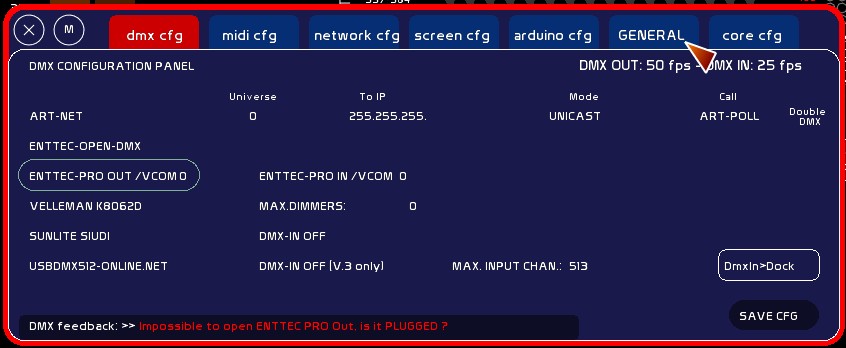 X M dmx cfg midi cfg network cfg screen cfg arduino cfg GENERAL core cfg
DMX CONFIGURATION PANEL DMX OUT: 50 fps - DMX IN: 25 fps
Universe To IP Mode Call Double DMX
ART-NET 0 255.255.255. UNICAST ART-POLL
ENTTEC-OPEN-DMX
ENTTEC-PRO OUT /VCOM 0 ENTTEC-PRO IN /VCOM 0
VELLEMAN K8062D MAX.DIMMERS: 0
SUNLITE SIUDI DMX-IN OFF
USBDMX512-ONLINE.NET DMX-IN OFF (V.3 only) MAX. INPUT CHAN.: 513 DmxIn>Dock
SAVE CFG
DMX feedback: >> Impossible to open ENTTEC PRO Out, is it PLUGGED ?